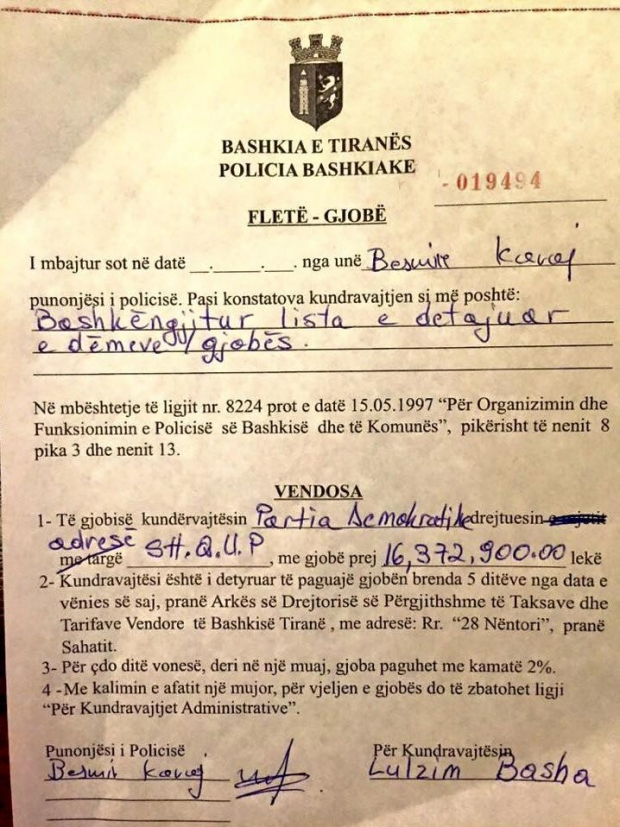 BASHKIA E TIRANËS
POLICIA BASHKIAKE
- 019494
FLETË - GJOBË
I mbajtur sot në datë __.____.__. nga unë Besmir Kavaj
punonjësi i policisë. Pasi konstatova kundravajtjen si më poshtë:
Bashkëngjitur lista e detajuar
e dëmeve/gjobës.
Në mbështetje të ligjit nr. 8224 prot e datë 15.05.1997 “Për Organizimin dhe
Funksionimin e Policisë së Bashkisë dhe të Komunës”, pikërisht të nenit 8
pika 3 dhe nenit 13.
VENDOSA
1- Të gjobisë kundërvajtësin Partia Demokratike drejtuesin e mjetit
adresë
me targë SH.Q.U.P, me gjobë prej 16,372,900.00 lekë
2- Kundravajtësi është i detyruar të paguajë gjobën brenda 5 ditëve nga data e
vënies së saj, pranë Arkës së Drejtorisë së Përgjithshme të Taksave dhe
Tarifave Vendore të Bashkisë Tiranë , me adresë: Rr. “28 Nëntori”, pranë
Sahatit.
3- Për çdo ditë vonesë, deri në një muaj, gjoba paguhet me kamatë 2%.
4 -Me kalimin e afatit një mujor, për vjeljen e gjobës do të zbatohet ligji
“Për Kundravajtjet Administrative”.
Punonjësi i Policisë Për Kundravajtësin
Besmir Kavaj Lulzim Basha